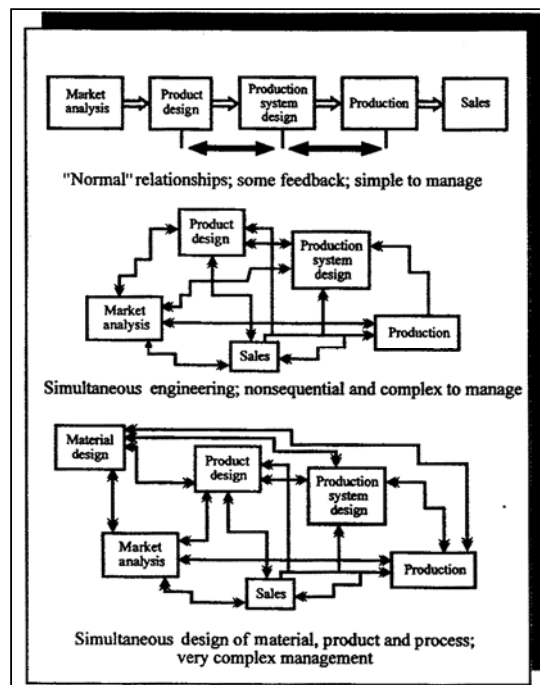 Market
analysis
Product
design
Production
system
design
Production
Sales
"Normal" relationships; some feedback; simple to manage
Product
design
Production
system
design
Market
analysis
Production
Sales
Simultaneous engineering; nonsequential and complex to manage
Material
design
Product
design
Production
system
design
Market
analysis
Production
Sales
Simultaneous design of material, product and process;
very complex management